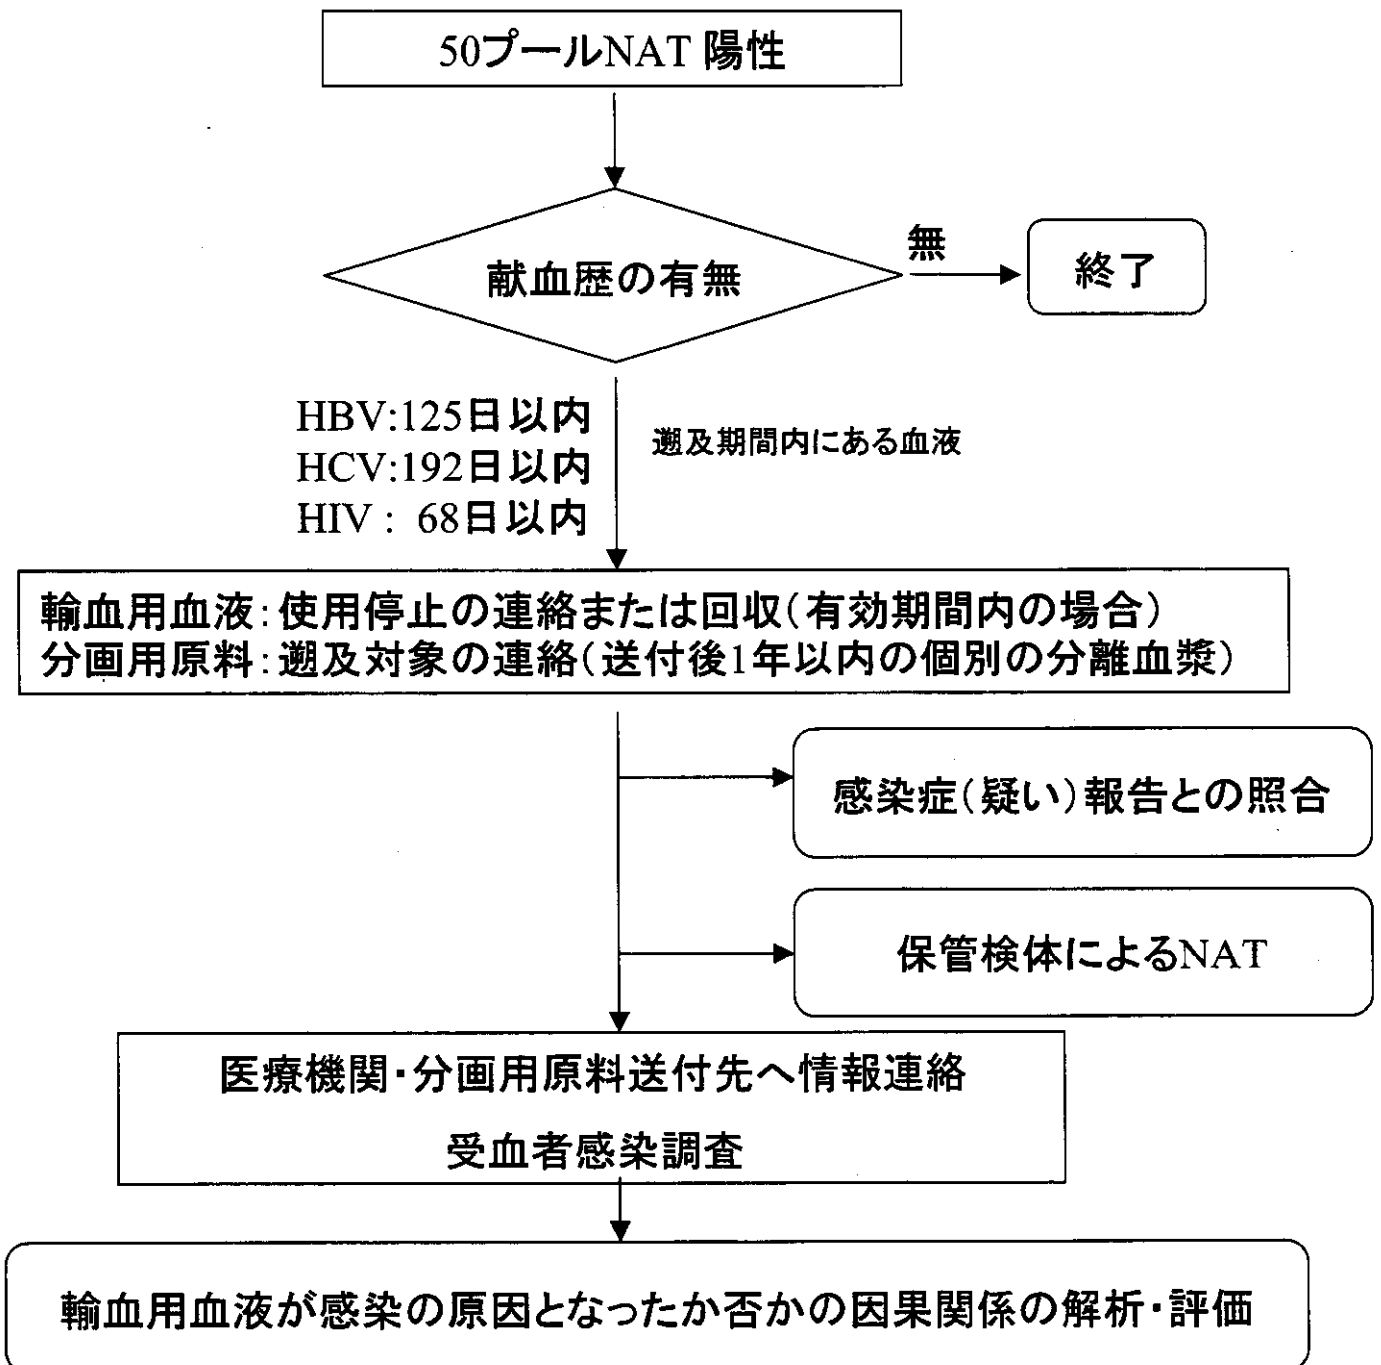 50プールNAT 陽性
献血歴の有無
無
終了
HBV:125日以内
HCV:192日以内
HIV : 68日以内
遡及期間内にある血液
輸血用血液:使用停止の連絡または回収(有効期間内の場合)
分画用原料:遡及対象の連絡(送付後1年以内の個別の分離血漿)
感染症(疑い)報告との照合
保管検体によるNAT
医療機関・分画用原料送付先へ情報連絡
受血者感染調査
輸血用血液が感染の原因となったか否かの因果関係の解析・評価